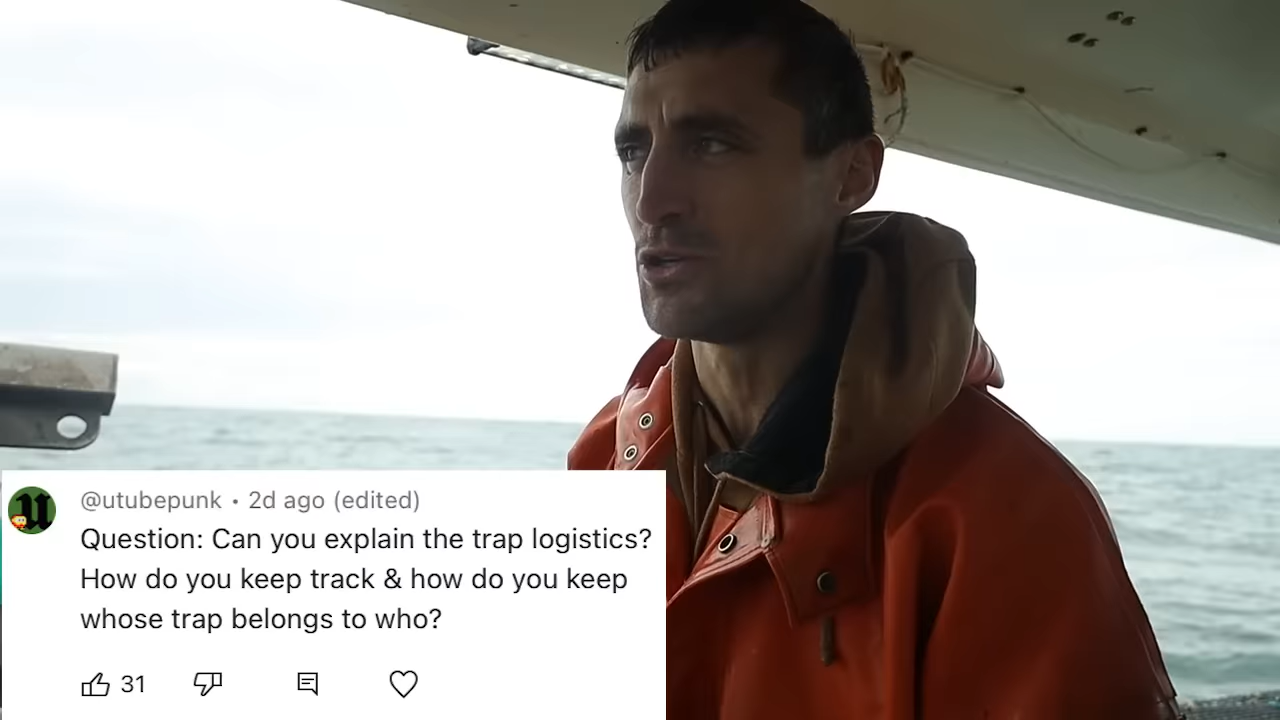 @utubepunk • 2d ago (edited)
Question: Can you explain the trap logistics?
How do you keep track & how do you keep
whose trap belongs to who?
31